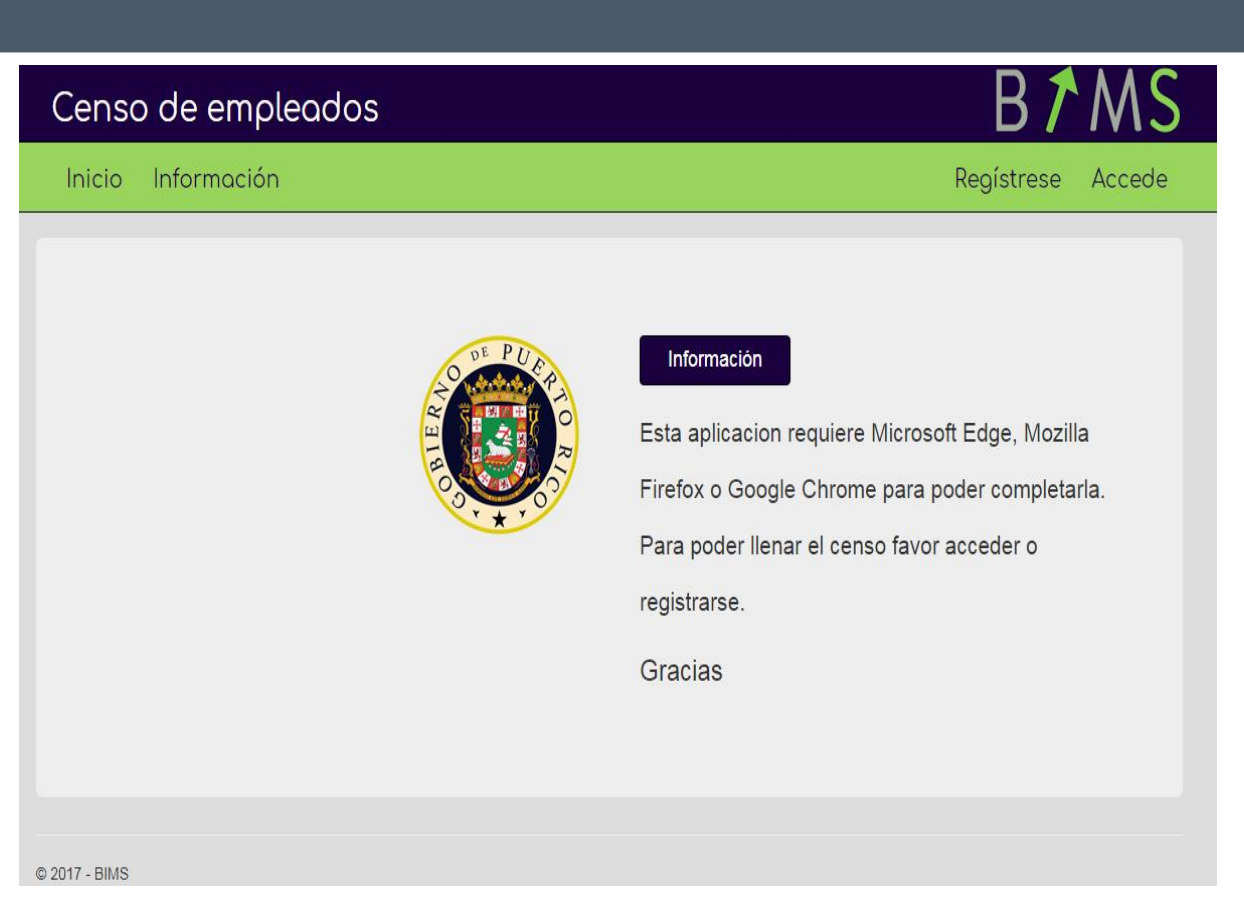 Censo de empleados
BIMS
Inicio Información
Regístrese Accede
GOBIERNO DE PUERTO RICO
Información
Esta aplicacion requiere Microsoft Edge, Mozilla
Firefox o Google Chrome para poder completarla.
Para poder llenar el censo favor acceder o
registrarse.
Gracias
© 2017 - BIMS